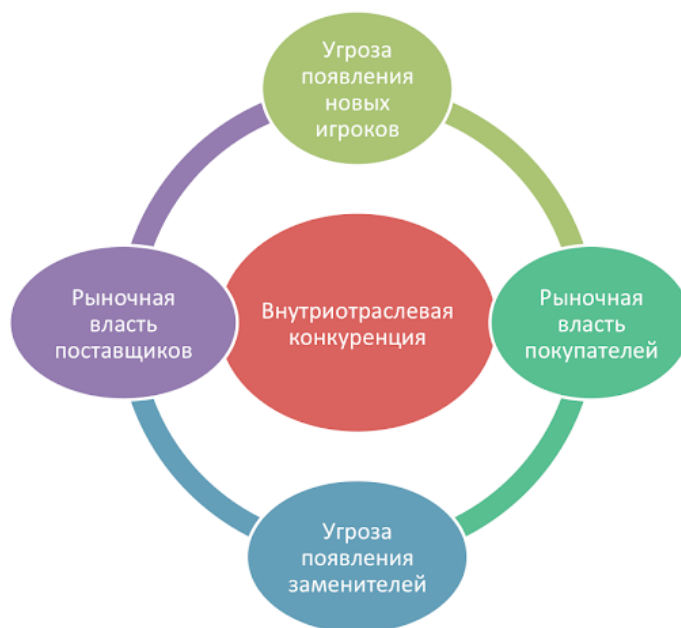 Угроза
появления
новых
игроков
Рыночная
власть
поставщиков
Внутриотраслевая
конкуренция
Рыночная
власть
покупателей
Угроза
появления
заменителей